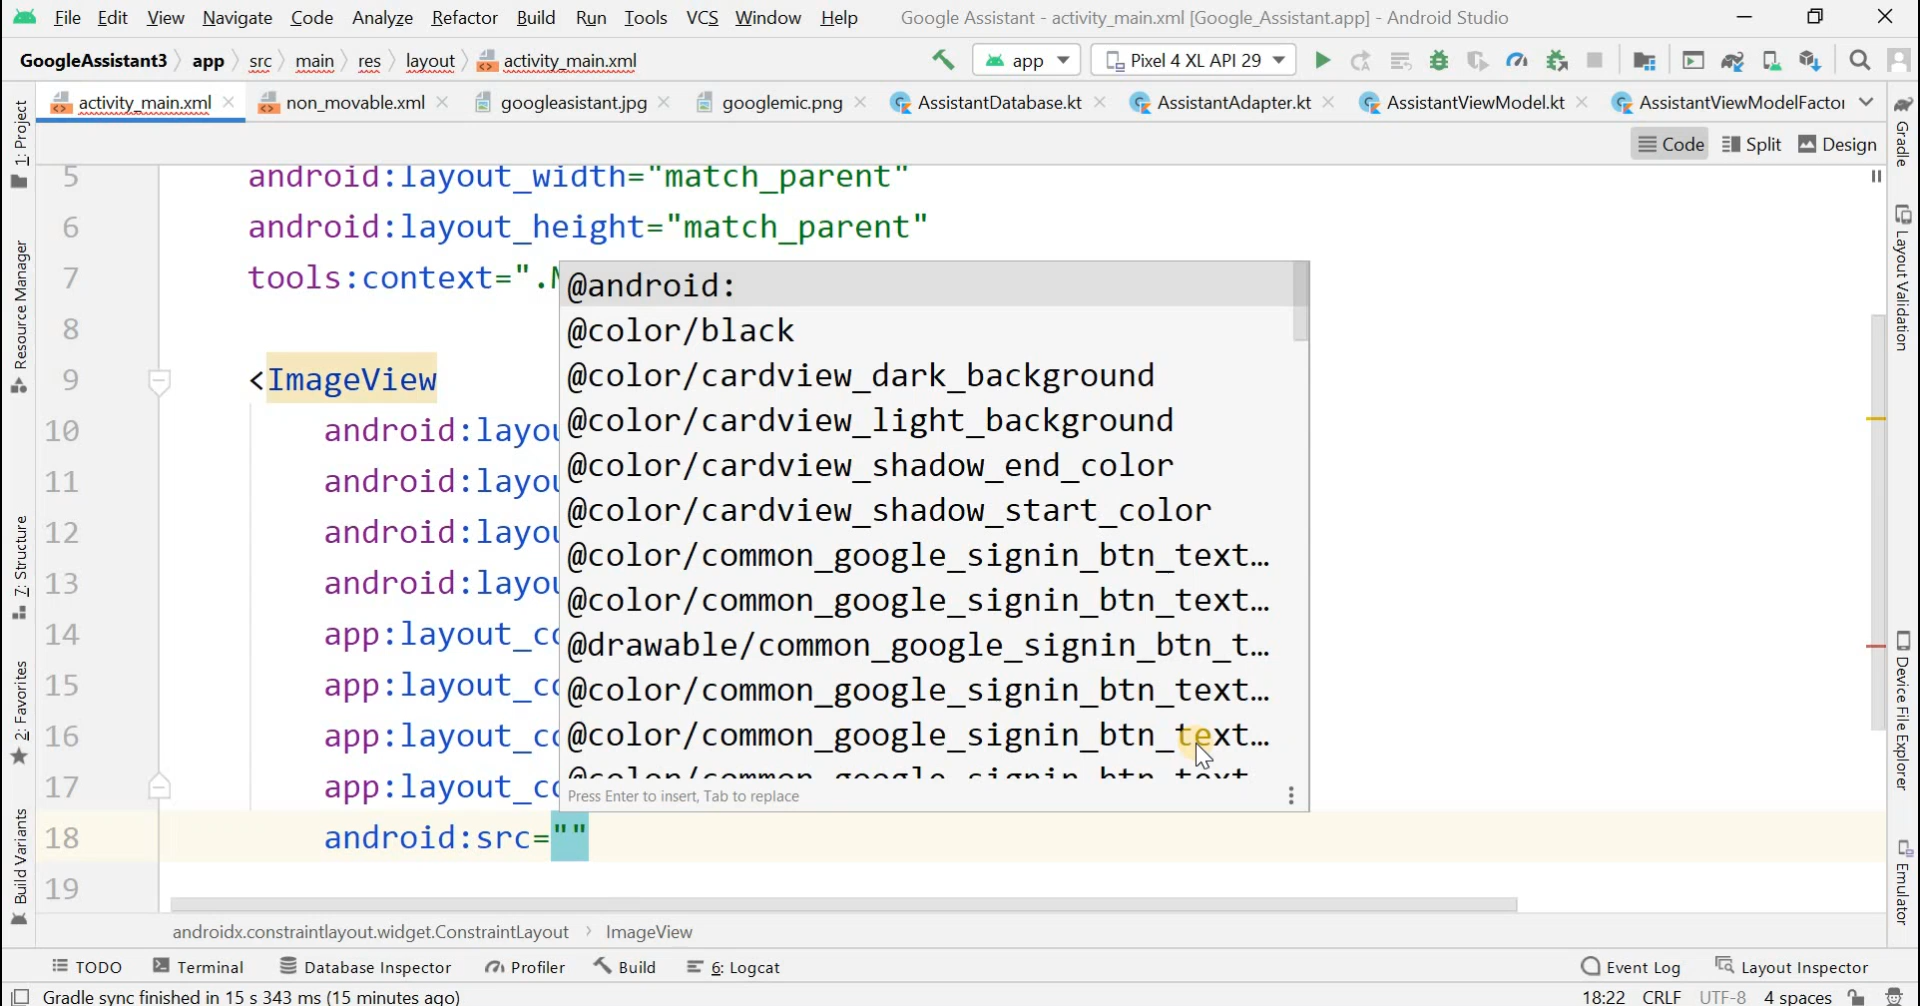 File Edit View Navigate Code Analyze Refactor Build Run Tools VCS Window Help Google Assistant - activity_main.xml [Google_Assistant.app] - Android Studio
GoogleAssistant3 app src main res layout activity_main.xml app Pixel 4 XL API 29
activity_main.xml non_movable.xml googleasistant.jpg googlemic.png AssistantDatabase.kt AssistantAdapter.kt AssistantViewModel.kt AssistantViewModelFactor
Code Split Design
1: Project
Resource Manager
7: Structure
2: Favorites
Build Variants
5 android:layout_width="match_parent"
6 android:layout_height="match_parent"
7 tools:context=".M
8
9 <ImageView
10 android:layou
11 android:layou
12 android:layou
13 android:layou
14 app:layout_co
15 app:layout_co
16 app:layout_co
17 app:layout_co
18 android:src=""
19
@android:
@color/black
@color/cardview_dark_background
@color/cardview_light_background
@color/cardview_shadow_end_color
@color/cardview_shadow_start_color
@color/common_google_signin_btn_text…
@color/common_google_signin_btn_text…
@drawable/common_google_signin_btn_t…
@color/common_google_signin_btn_text…
@color/common_google_signin_btn_text…
@color/common_google_signin_btn_text
Press Enter to insert, Tab to replace
Gradle
Layout Validation
Device File Explorer
Emulator
androidx.constraintlayout.widget.ConstraintLayout ImageView
TODO Terminal Database Inspector Profiler Build 6: Logcat Event Log Layout Inspector
Gradle sync finished in 15 s 343 ms (15 minutes ago) 18:22 CRLF UTF-8 4 spaces